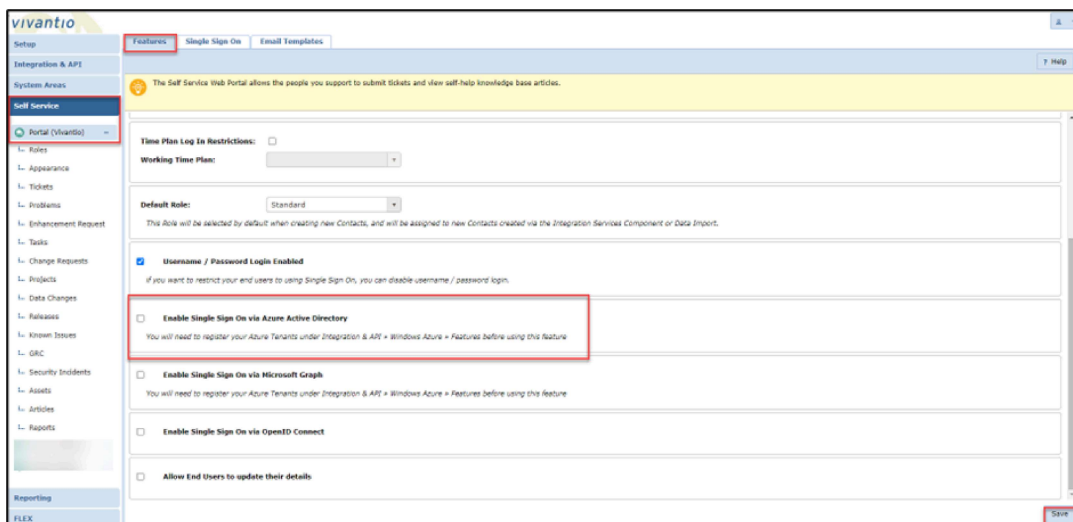 vivantio
Setup
Integration & API
System Areas
Self Service
Portal (Vivantio)
Roles
Appearance
Tickets
Problems
Enhancement Request
Tasks
Change Requests
Projects
Data Changes
Releases
Known Issues
GRC
Security Incidents
Assets
Articles
Reports
Reporting
FLEX
Features Single Sign On Email Templates
? Help
The Self Service Web Portal allows the people you support to submit tickets and view self-help knowledge base articles.
Time Plan Log In Restrictions:
Working Time Plan:
Default Role: Standard
This Role will be selected by default when creating new Contacts, and will be assigned to new Contacts created via the Integration Services Component or Data Import.
Username / Password Login Enabled
If you want to restrict your end users to using Single Sign On, you can disable username / password login.
Enable Single Sign On via Azure Active Directory
You will need to register your Azure Tenants under Integration & API » Windows Azure » Features before using this feature
Enable Single Sign On via Microsoft Graph
You will need to register your Azure Tenants under Integration & API » Windows Azure » Features before using this feature
Enable Single Sign On via OpenID Connect
Allow End Users to update their details
Save